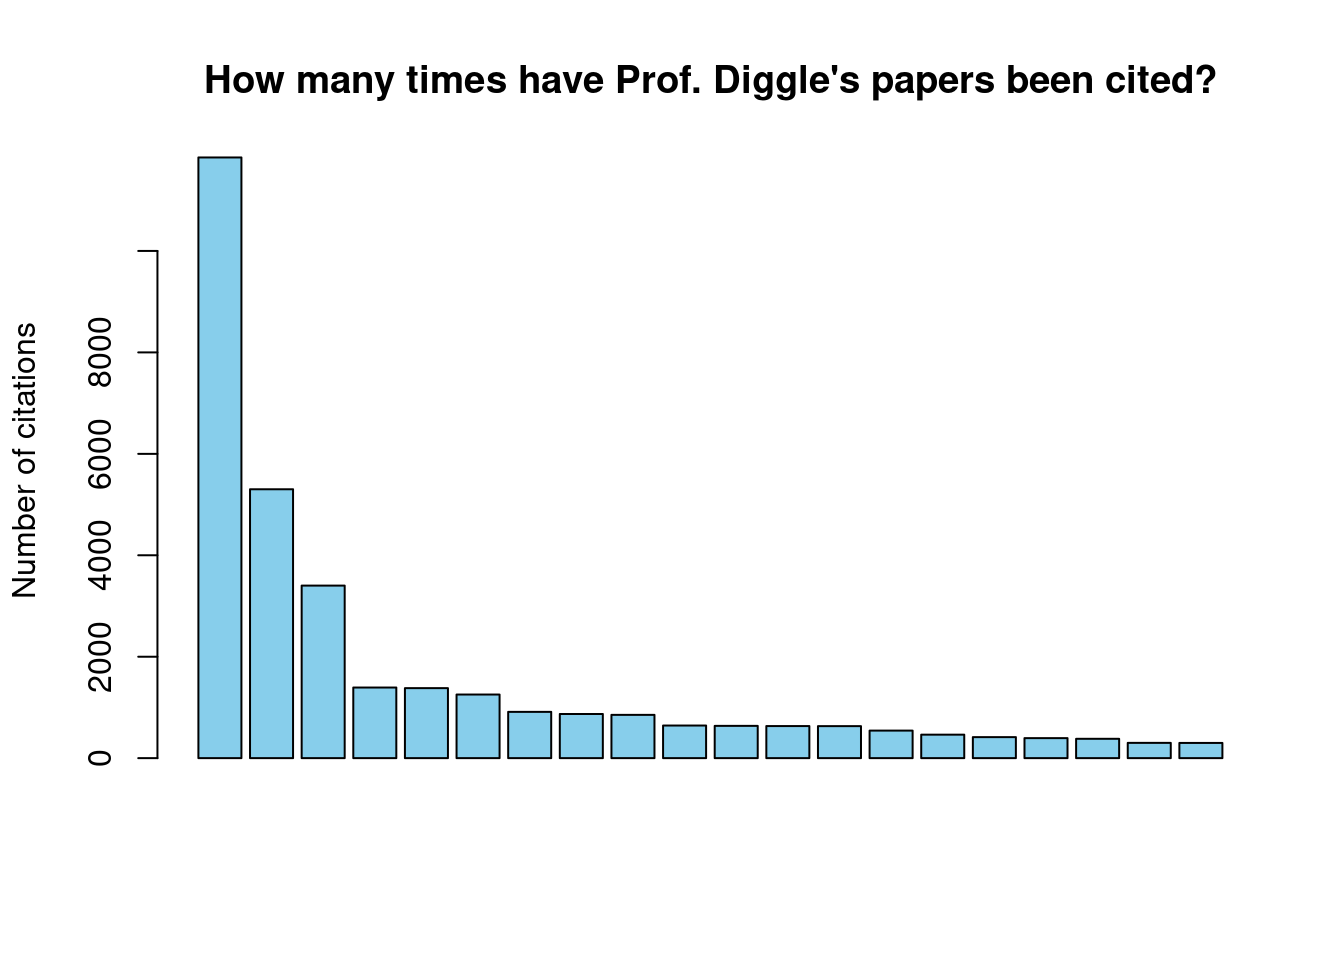 How many times have Prof. Diggle's papers been cited?
Number of citations
8000
6000
4000
2000
0